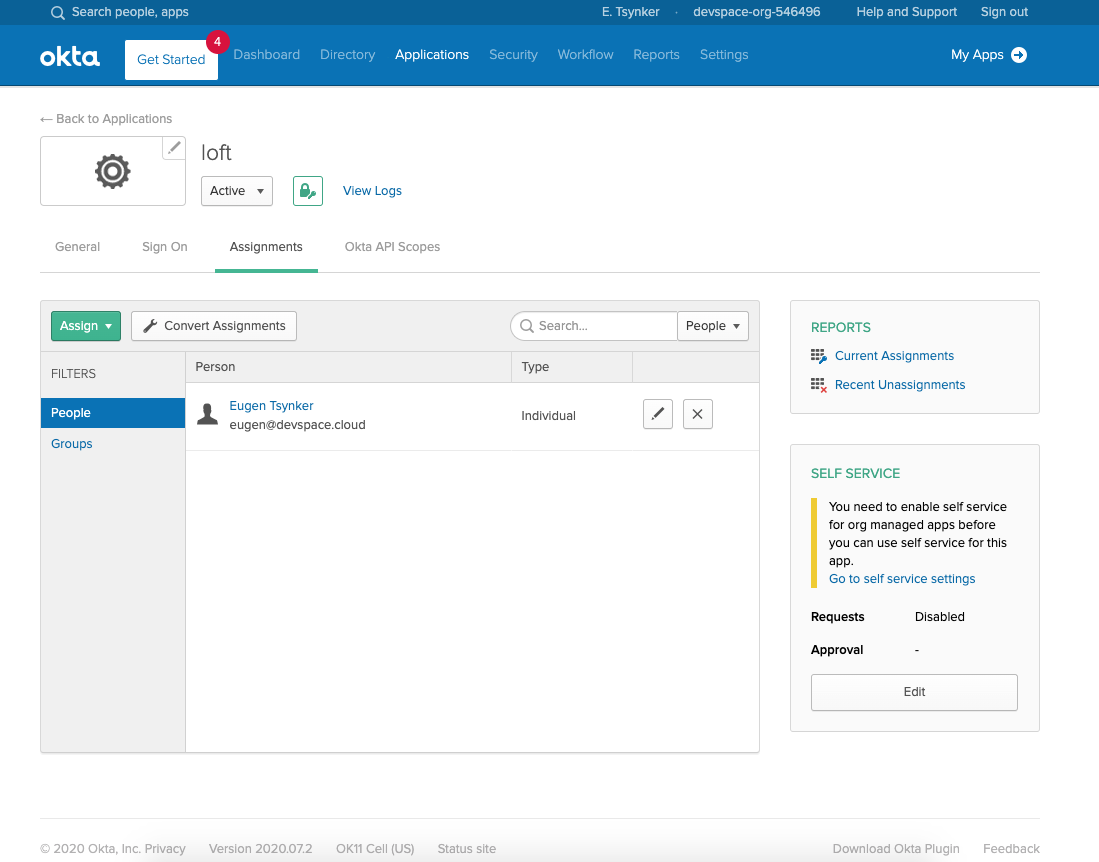 Search people, apps
E. Tsynker · devspace-org-546496 Help and Support Sign out
okta
Get Started 4 Dashboard Directory Applications Security Workflow Reports Settings My Apps
← Back to Applications
loft
Active View Logs
General Sign On Assignments Okta API Scopes
Assign Convert Assignments Search... People
FILTERS
People
Groups
Person Type
Eugen Tsynker
eugen@devspace.cloud
Individual
REPORTS
Current Assignments
Recent Unassignments
SELF SERVICE
You need to enable self service
for org managed apps before
you can use self service for this
app.
Go to self service settings
Requests Disabled
Approval -
Edit
© 2020 Okta, Inc. Privacy Version 2020.07.2 OK11 Cell (US) Status site Download Okta Plugin Feedback